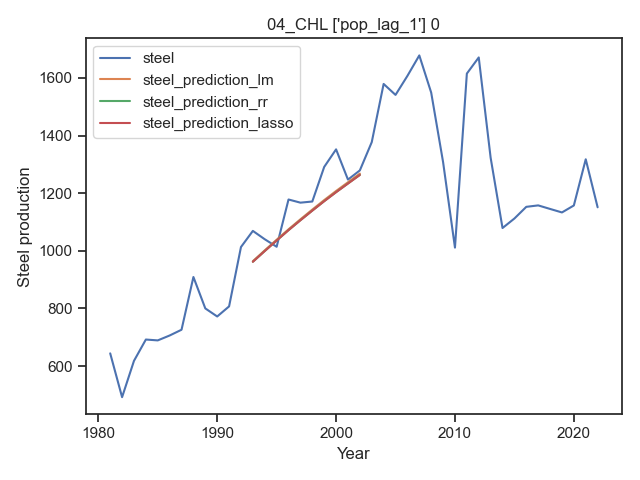 04_CHL ['pop_lag_1'] 0
steel
steel_prediction_lm
steel_prediction_rr
steel_prediction_lasso
Steel production
1600
1400
1200
1000
800
600
1980
1990
2000
2010
2020
Year